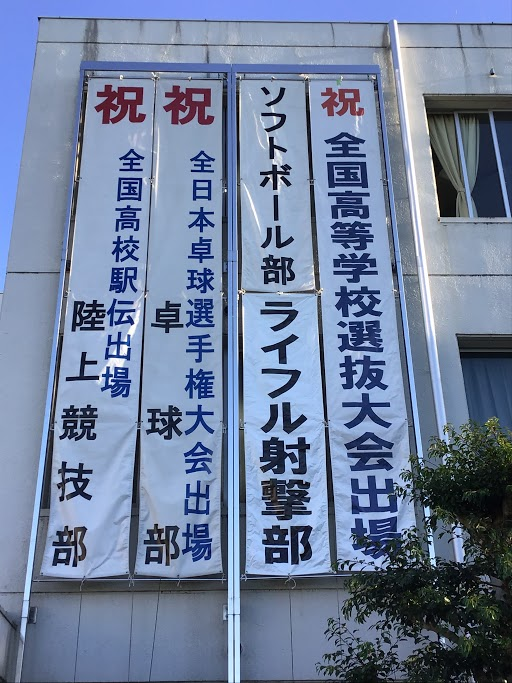 祝
全国高等学校選抜大会出場
ソフトボール部
ライフル射撃部
祝
全日本卓球選手権大会出場
卓球部
祝
全国高校駅伝出場
陸上競技部